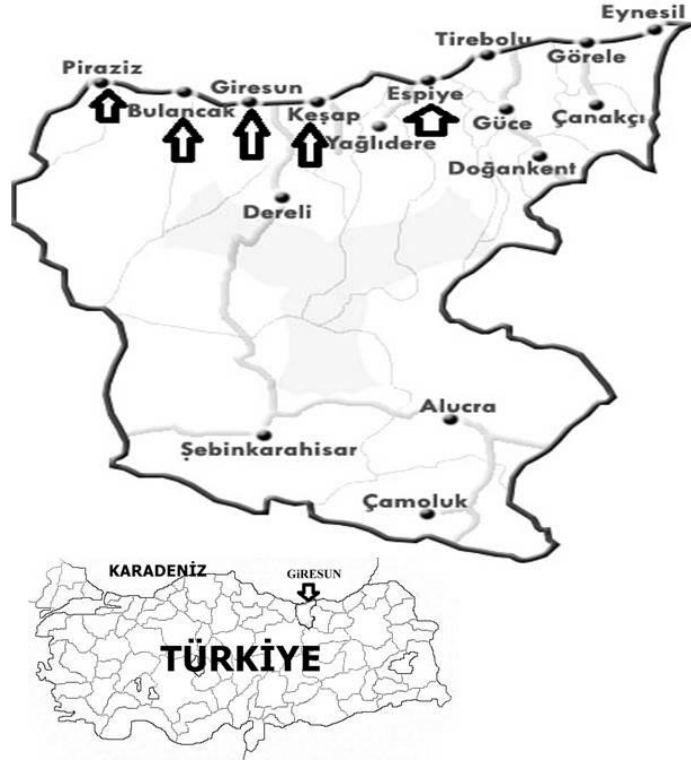 Eynesil
Tirebolu
Görele
Piraziz
Giresun
Espiye
Bulancak
Keşap
Güce
Çanakçı
Yağlıdere
Doğankent
Dereli
Alucra
Şebinkarahisar
Çamoluk
KARADENİZ
GİRESUN
TÜRKİYE